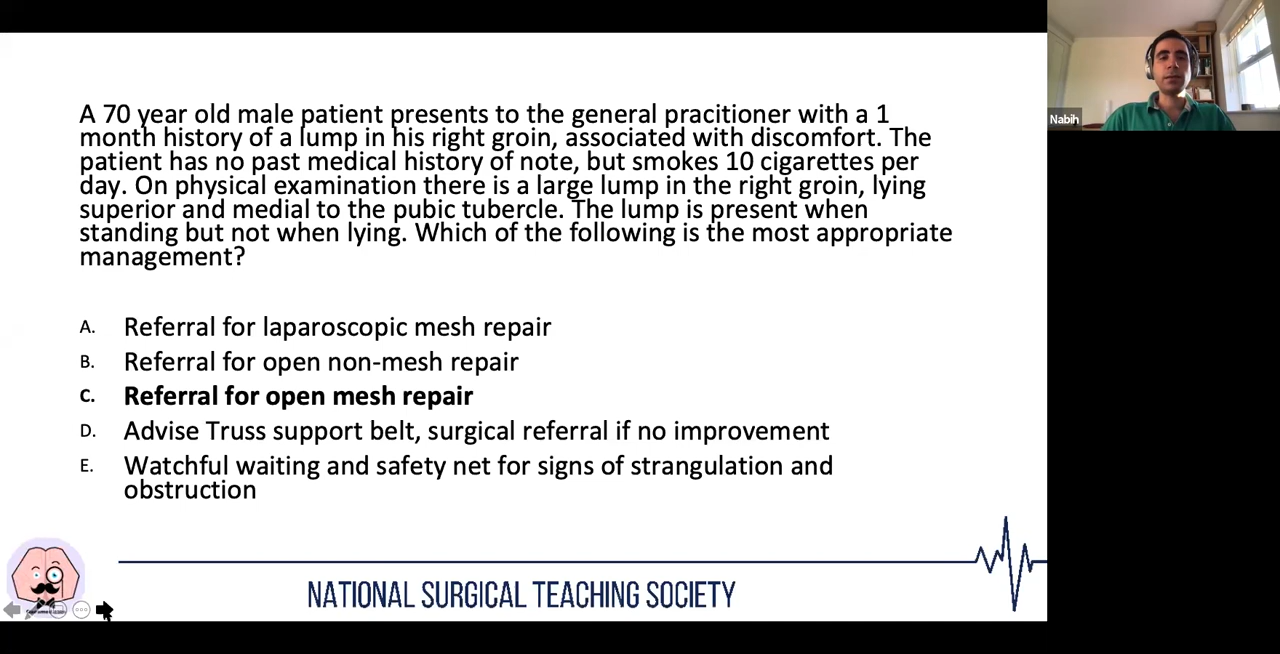 A 70 year old male patient presents to the general pracitioner with a 1
month history of a lump in his right groin, associated with discomfort. The
patient has no past medical history of note, but smokes 10 cigarettes per
day. On physical examination there is a large lump in the right groin, lying
superior and medial to the pubic tubercle. The lump is present when
standing but not when lying. Which of the following is the most appropriate
management?
A. Referral for laparoscopic mesh repair
B. Referral for open non-mesh repair
C. Referral for open mesh repair
D. Advise Truss support belt, surgical referral if no improvement
E. Watchful waiting and safety net for signs of strangulation and
obstruction
NATIONAL SURGICAL TEACHING SOCIETY
Nabih